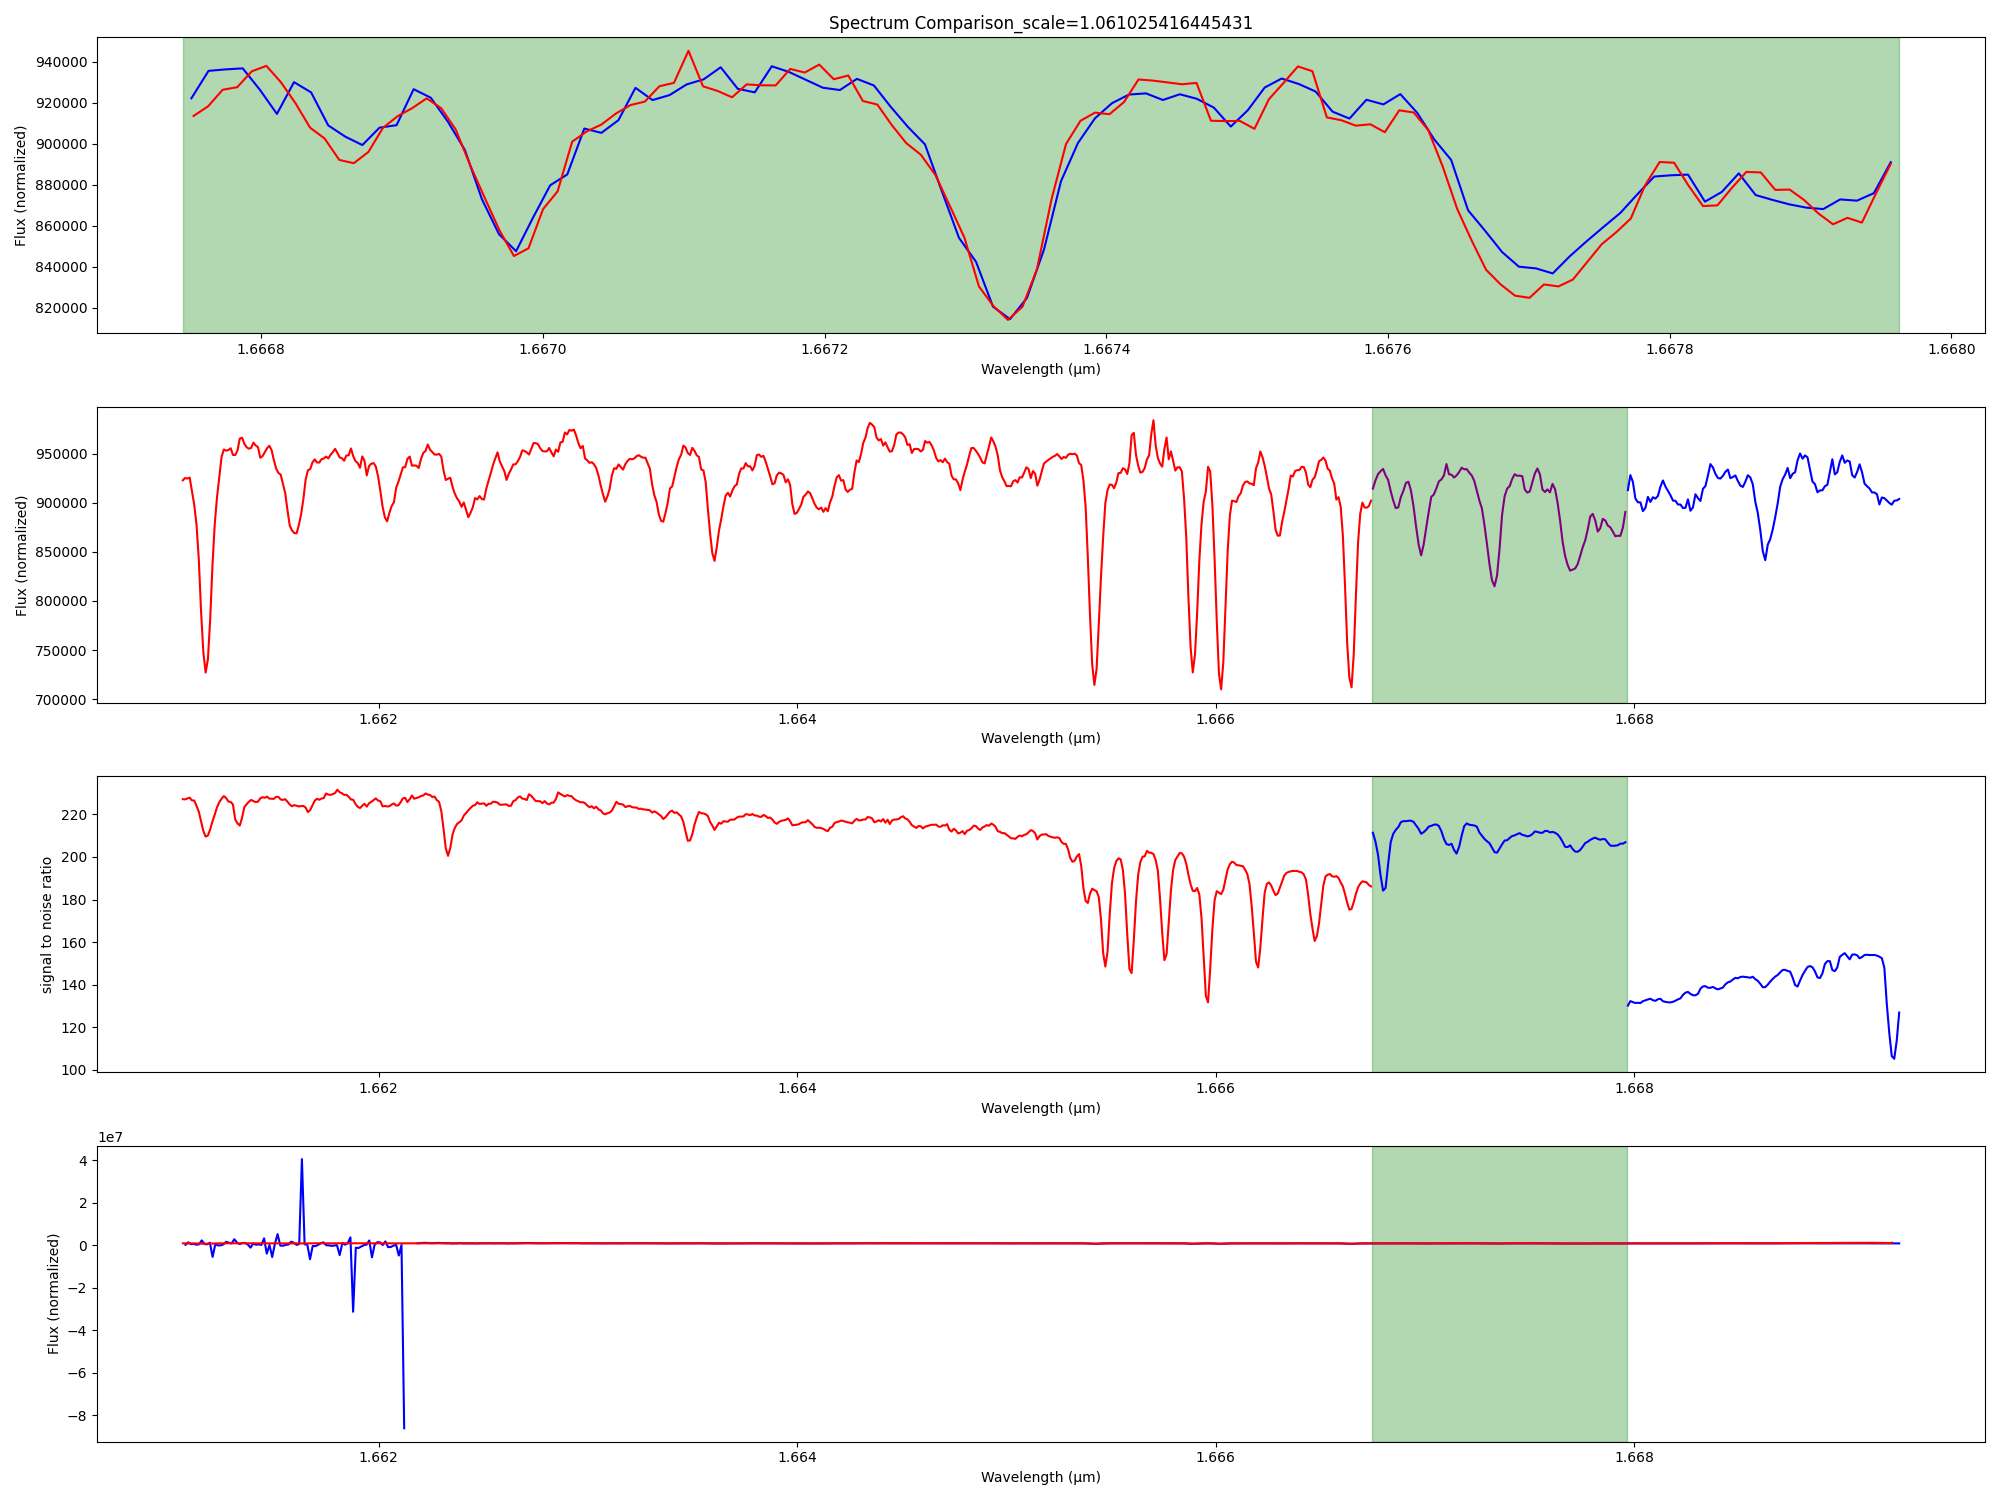 Spectrum Comparison_scale=1.061025416445431
940000
920000
900000
880000
860000
840000
820000
Flux (normalized)
1.6668 1.6670 1.6672 1.6674 1.6676 1.6678 1.6680
Wavelength (μm)
950000
900000
850000
800000
750000
700000
Flux (normalized)
1.662 1.664 1.666 1.668
Wavelength (μm)
220
200
180
160
140
120
100
signal to noise ratio
1.662 1.664 1.666 1.668
Wavelength (μm)
1e7
4
2
0
−2
−4
−6
−8
Flux (normalized)
1.662 1.664 1.666 1.668
Wavelength (μm)